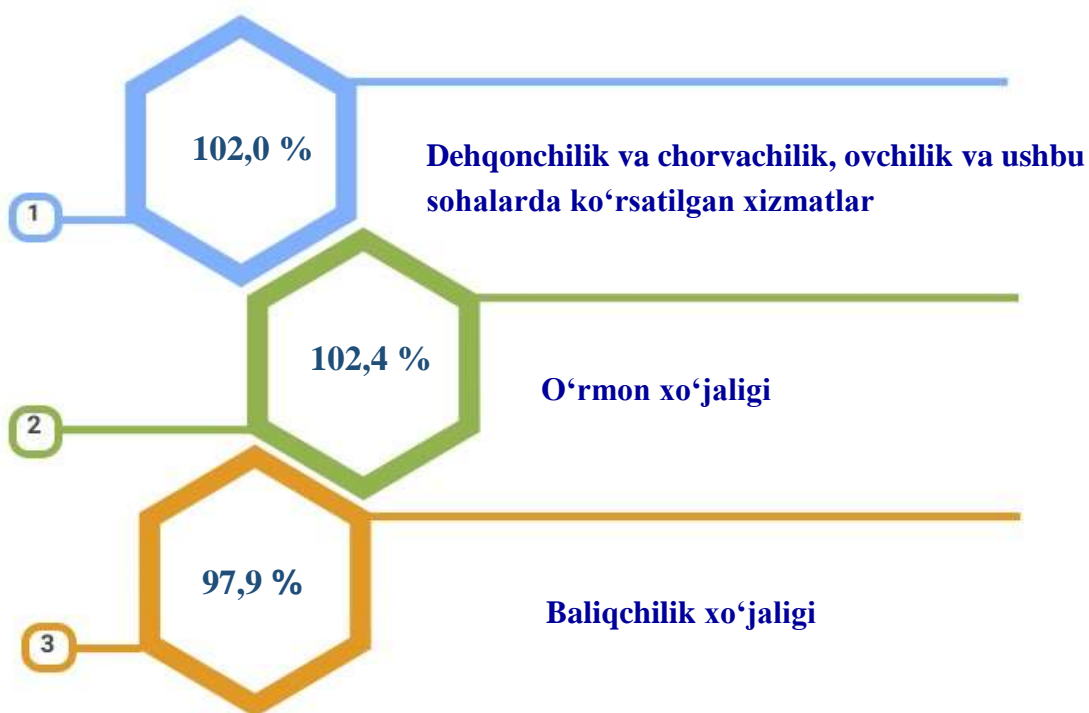 102,0 %
Dehqonchilik va chorvachilik, ovchilik va ushbu
sohalarda ko‘rsatilgan xizmatlar
1
102,4 %
O‘rmon xo‘jaligi
2
97,9 %
Baliqchilik xo‘jaligi
3